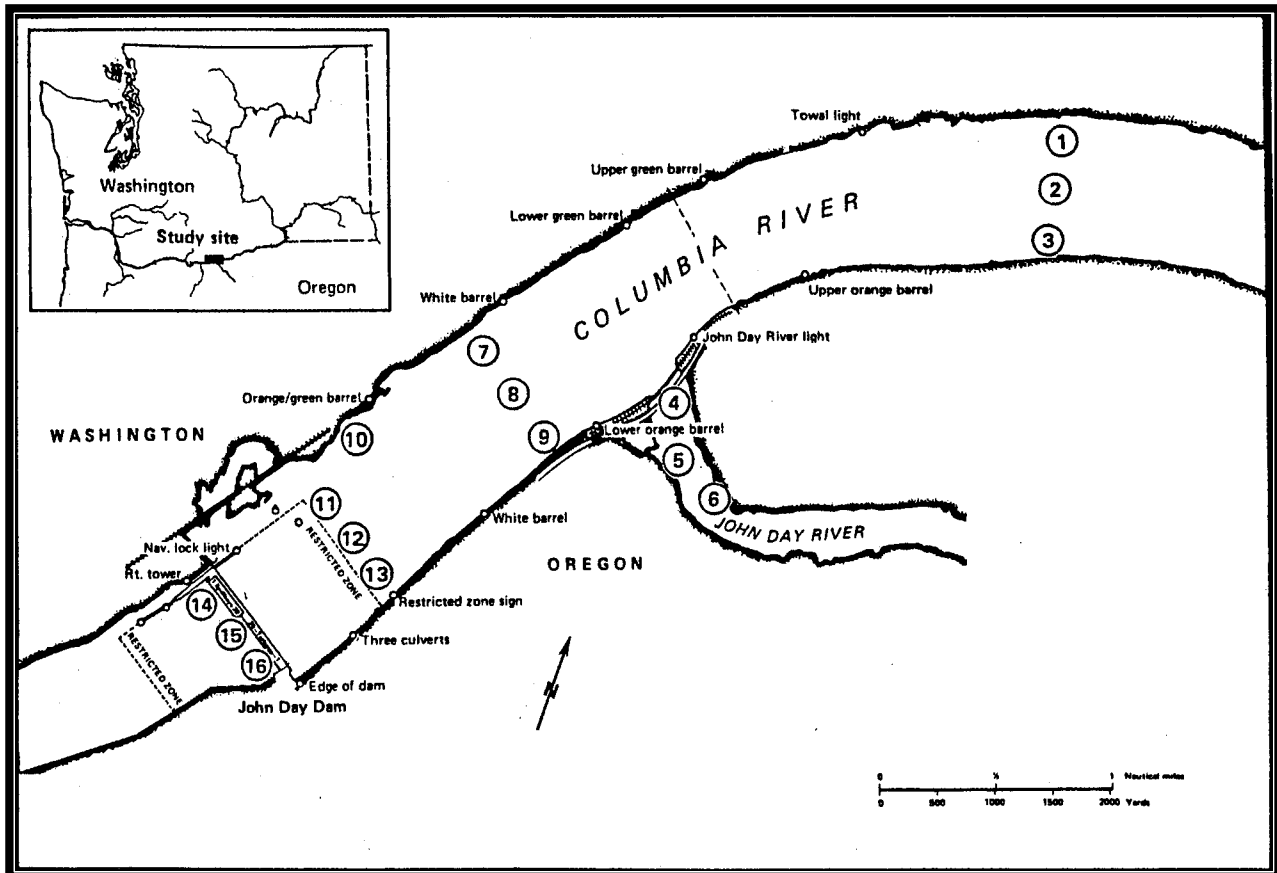 Washington
Study site
Oregon
Towal light
1
Upper green barrel
2
Lower green barrel
COLUMBIA RIVER
3
Upper orange barrel
White barrel
John Day River light
7
8
Orange/green barrel
4
WASHINGTON
10
9
Lower orange barrel
5
6
11
White barrel
JOHN DAY RIVER
12
RESTRICTED ZONE
Nav. lock light
OREGON
13
Rt. tower
Restricted zone sign
14
15
Three culverts
16
RESTRICTED ZONE
Edge of dam
N
John Day Dam
0 ½ 1 Nautical miles
0 500 1000 1500 2000 Yards